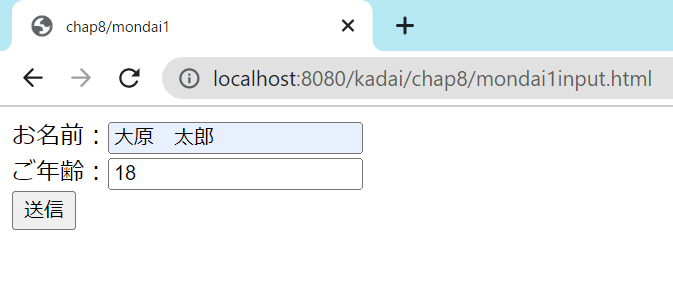 chap8/mondai1
localhost:8080/kadai/chap8/mondai1input.html
お名前：大原　太郎
ご年齢：18
送信